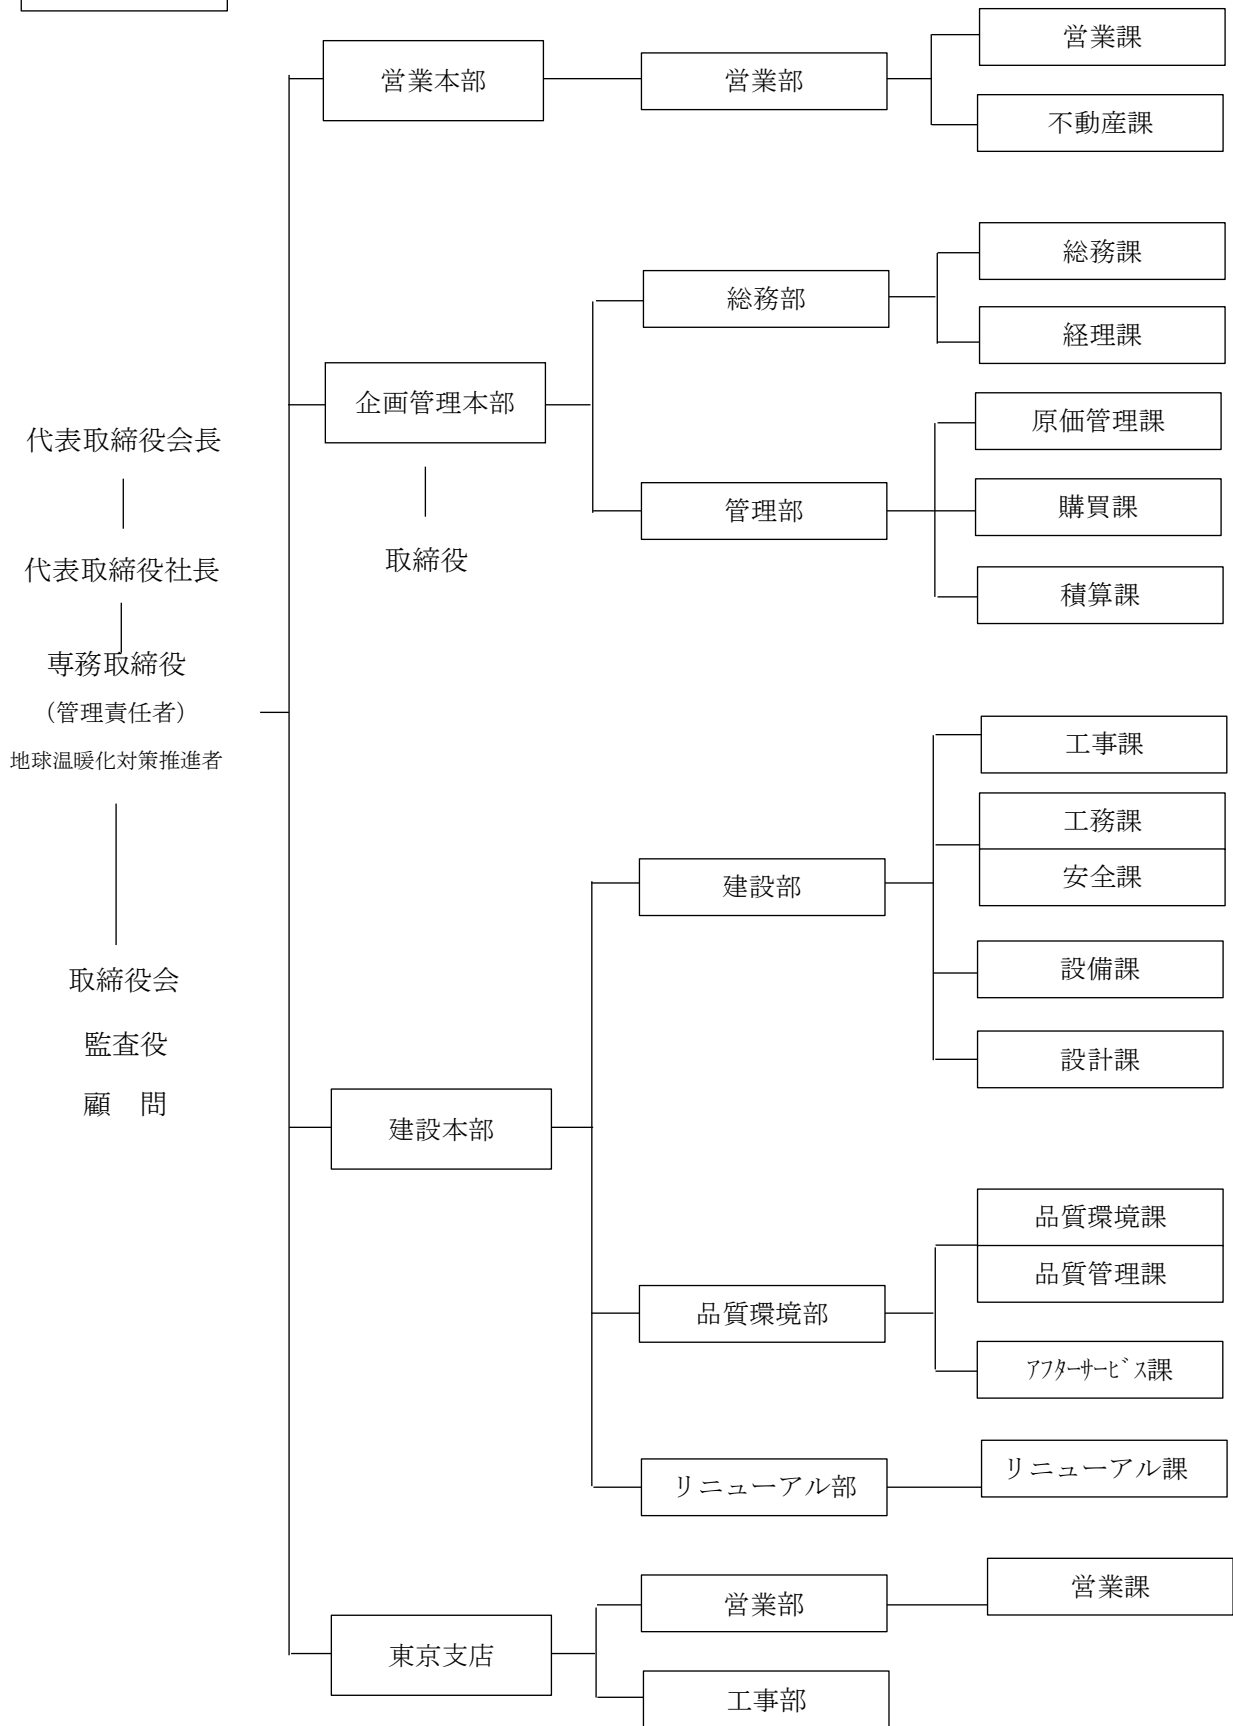 営業課
営業本部
営業部
不動産課
総務課
総務部
経理課
企画管理本部
原価管理課
代表取締役会長
購買課
管理部
取締役
代表取締役社長
積算課
専務取締役
(管理責任者)
地球温暖化対策推進者
工事課
工務課
安全課
建設部
設備課
取締役会
監査役
設計課
顧　問
建設本部
品質環境課
品質管理課
品質環境部
アフターサービス課
リニューアル課
リニューアル部
営業課
営業部
東京支店
工事部